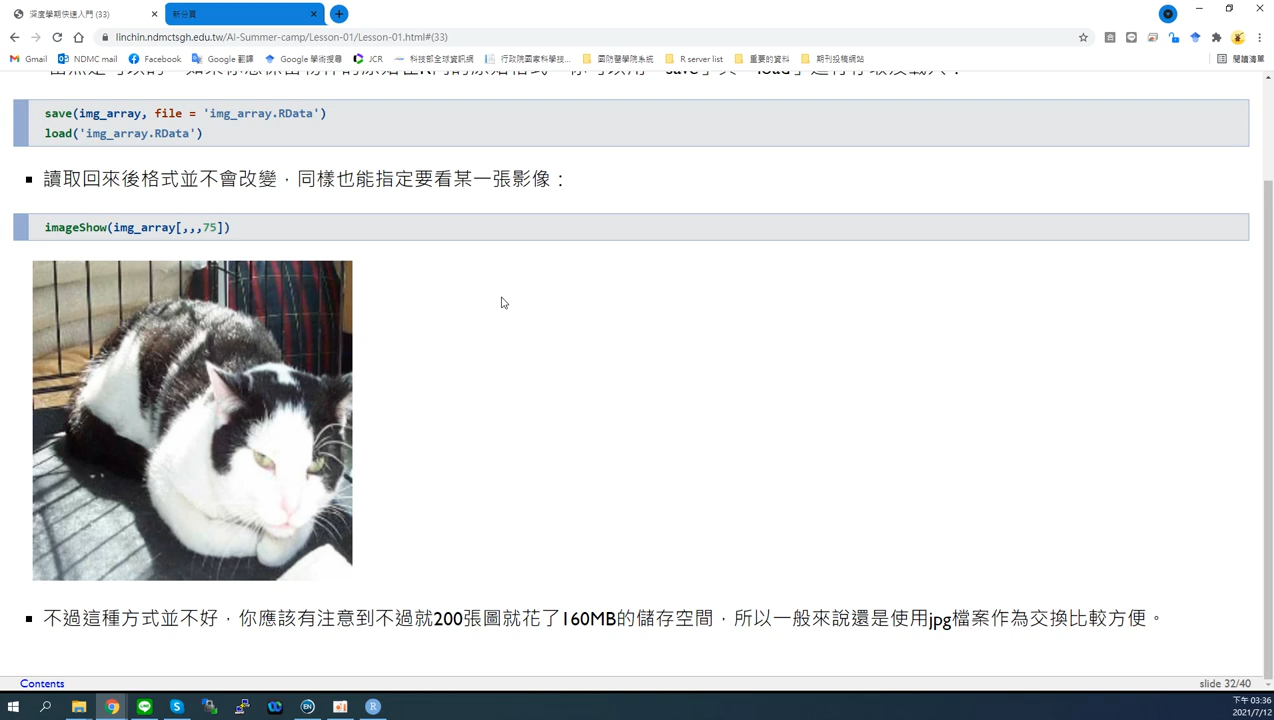 深度學期快速入門 (33)
新分頁
linchin.ndmctsgh.edu.tw/AI-Summer-camp/Lesson-01/Lesson-01.html#(33)
Gmail
NDMC mail
Facebook
Google 翻譯
Google 學術搜尋
JCR
科技部全球資網
行政院國家科學...
國防醫學院系統
R server list
重要的資料
期刊投稿網站
閱讀清單
save(img_array, file = 'img_array.RData')
load('img_array.RData')
讀取回來後格式並不會改變，同樣也能指定要看某一張影像：
imageShow(img_array[,,,75])
不過這種方式並不好，你應該有注意到不過就200張圖就花了160MB的儲存空間，所以一般來說還是使用jpg檔案作為交換比較方便。
Contents
slide 32/40
下午 03:36
2021/7/12